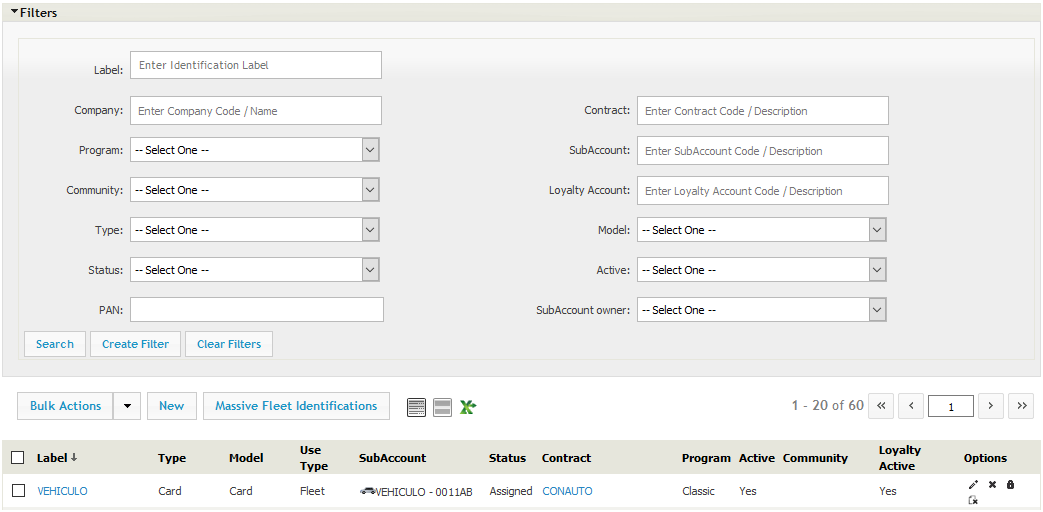 Filters
Label: Enter Identification Label
Company: Enter Company Code / Name Contract: Enter Contract Code / Description
Program: -- Select One -- SubAccount: Enter SubAccount Code / Description
Community: -- Select One -- Loyalty Account: Enter Loyalty Account Code / Description
Type: -- Select One -- Model: -- Select One --
Status: -- Select One -- Active: -- Select One --
PAN: SubAccount owner: -- Select One --
Search Create Filter Clear Filters
Bulk Actions New Massive Fleet Identifications 1 - 20 of 60 « < 1 > »
Label ↓ Type Model Use Type SubAccount Status Contract Program Active Community Loyalty Active Options
VEHICULO Card Card Fleet VEHICULO - 0011AB Assigned CONAUTO Classic Yes Yes